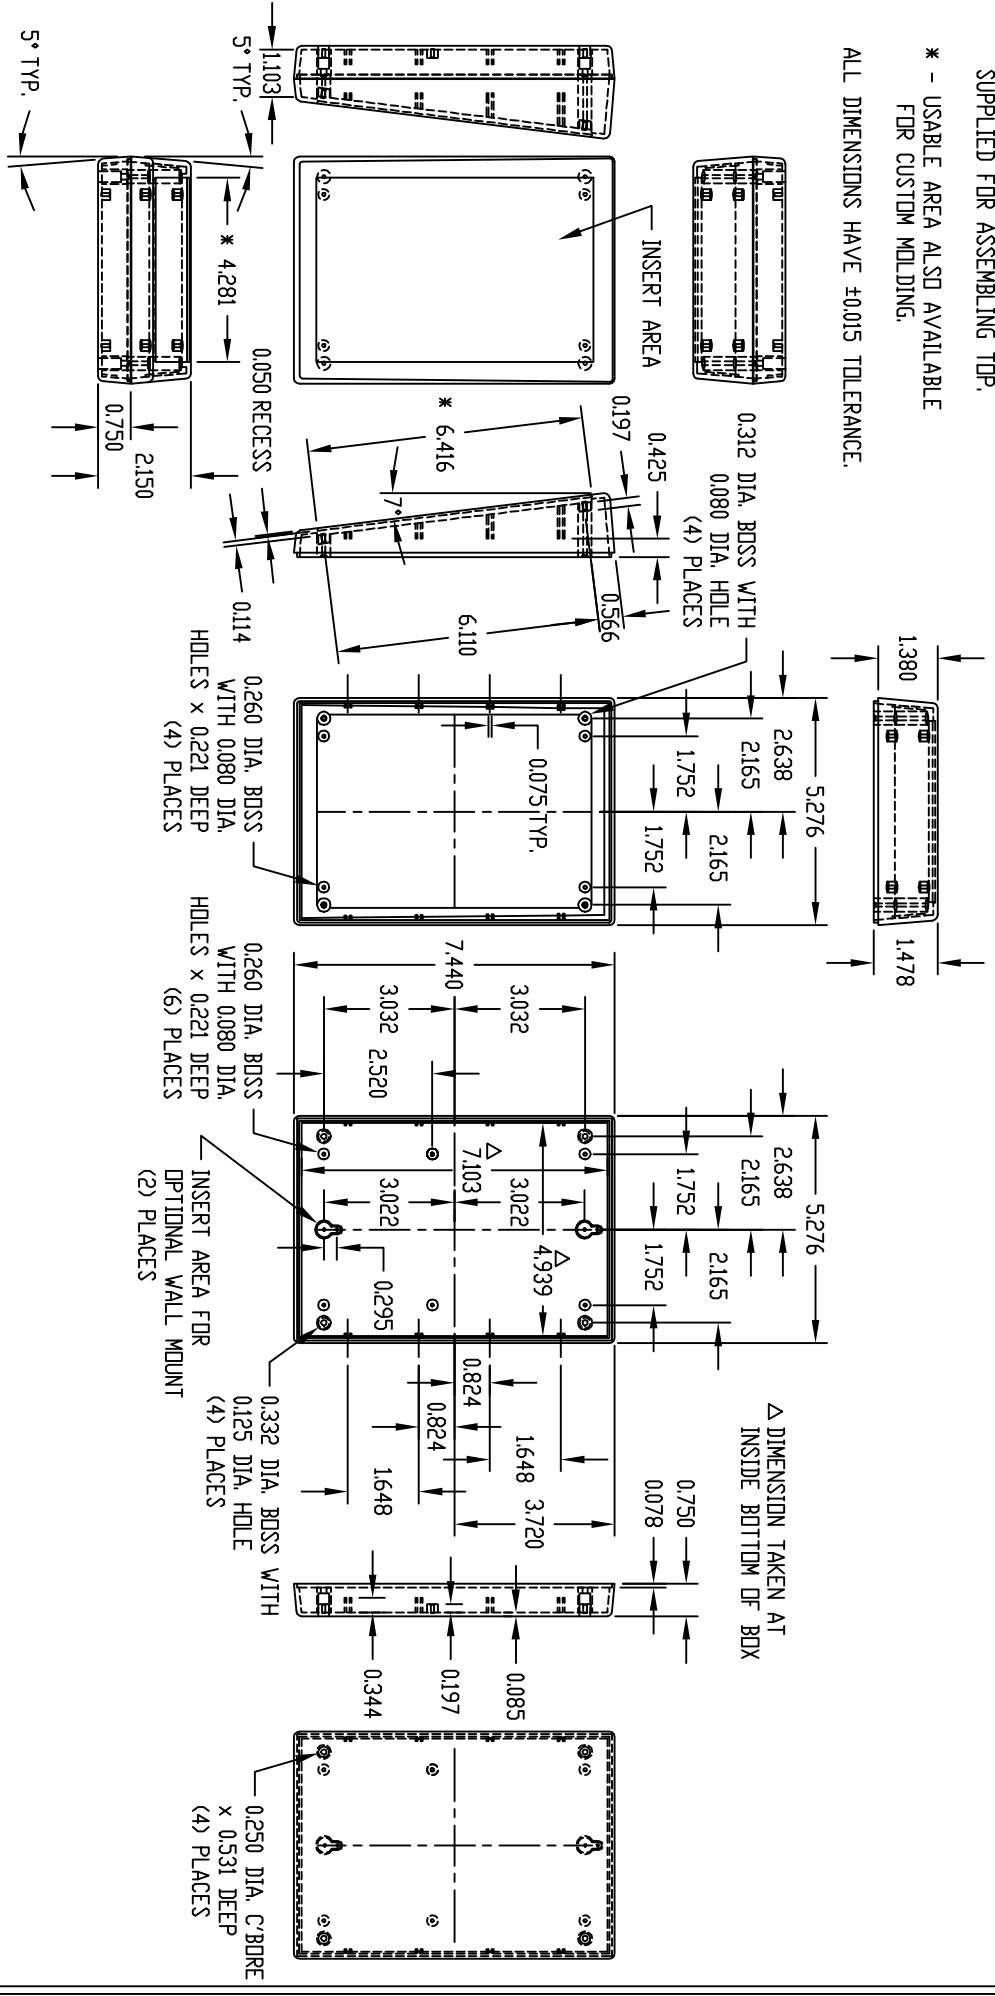 SUPPLIED FOR ASSEMBLING TOP.
* - USABLE AREA ALSO AVAILABLE
FOR CUSTOM MOLDING.
ALL DIMENSIONS HAVE ±0.015 TOLERANCE.
1.380
1.478
5.276
2.638
2.165
1.752
2.165
1.752
0.312 DIA. BOSS WITH
0.080 DIA. HOLE
(4) PLACES
INSERT AREA
0.425
0.197
0.566
* 6.416
7°
6.110
0.050 RECESS
0.114
1.103
5° TYP.
5° TYP.
* 4.281
0.750
2.150
0.075 TYP.
0.260 DIA. BOSS
WITH 0.080 DIA.
HOLES x 0.221 DEEP
(4) PLACES
△ DIMENSION TAKEN AT
INSIDE BOTTOM OF BOX
5.276
2.638
2.165
1.752
2.165
1.752
7.440
3.032
3.032
2.520
△
7.103
3.022
3.022
△
4.939
0.295
0.260 DIA. BOSS
WITH 0.080 DIA.
HOLES x 0.221 DEEP
(6) PLACES
INSERT AREA FOR
OPTIONAL WALL MOUNT
(2) PLACES
0.332 DIA. BOSS WITH
0.125 DIA. HOLE
(4) PLACES
0.824
0.824
1.648
1.648
3.720
0.750
0.078
0.085
0.197
0.344
0.250 DIA. C'BORE
x 0.531 DEEP
(4) PLACES